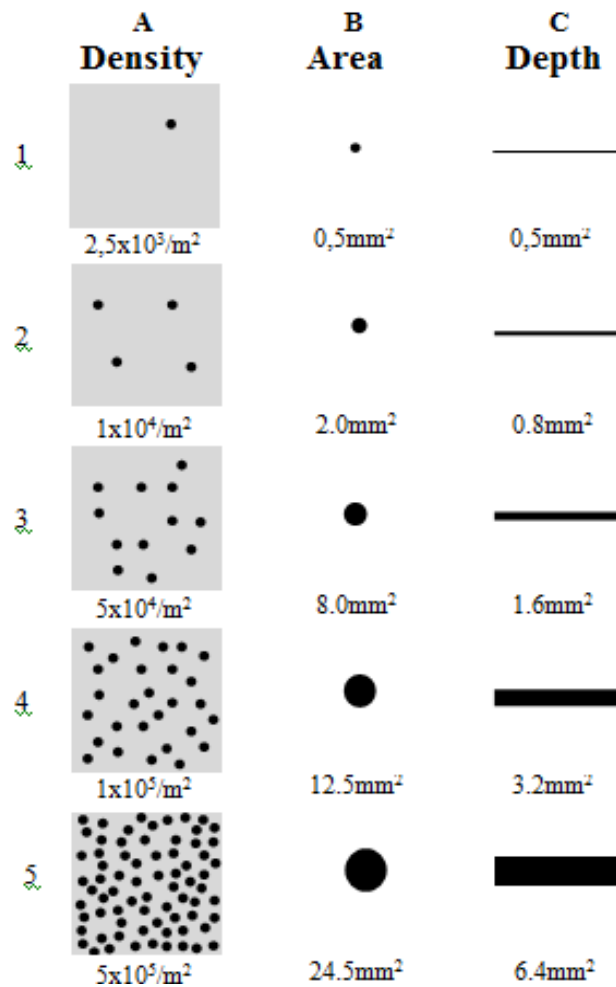 A B C
Density Area Depth
1
2,5x10³/m² 0,5mm² 0,5mm²
2
1x10⁴/m² 2.0mm² 0.8mm²
3
5x10⁴/m² 8.0mm² 1.6mm²
4
1x10⁵/m² 12.5mm² 3.2mm²
5
5x10⁵/m² 24.5mm² 6.4mm²